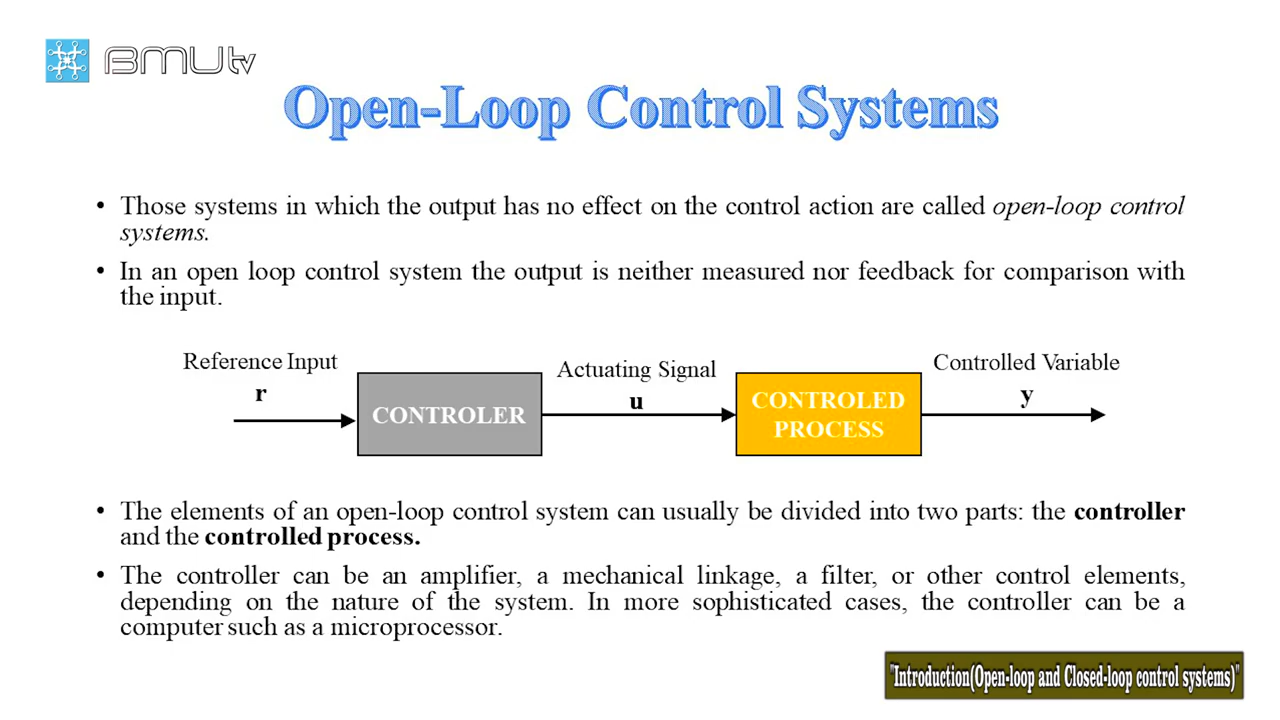 BMUtv
Open-Loop Control Systems
• Those systems in which the output has no effect on the control action are called open-loop control
systems.
• In an open loop control system the output is neither measured nor feedback for comparison with
the input.
Reference Input
r
CONTROLER
Actuating Signal
u
CONTROLED
PROCESS
Controlled Variable
y
• The elements of an open-loop control system can usually be divided into two parts: the controller
and the controlled process.
• The controller can be an amplifier, a mechanical linkage, a filter, or other control elements,
depending on the nature of the system. In more sophisticated cases, the controller can be a
computer such as a microprocessor.
"Introduction(Open-loop and Closed-loop control systems)"